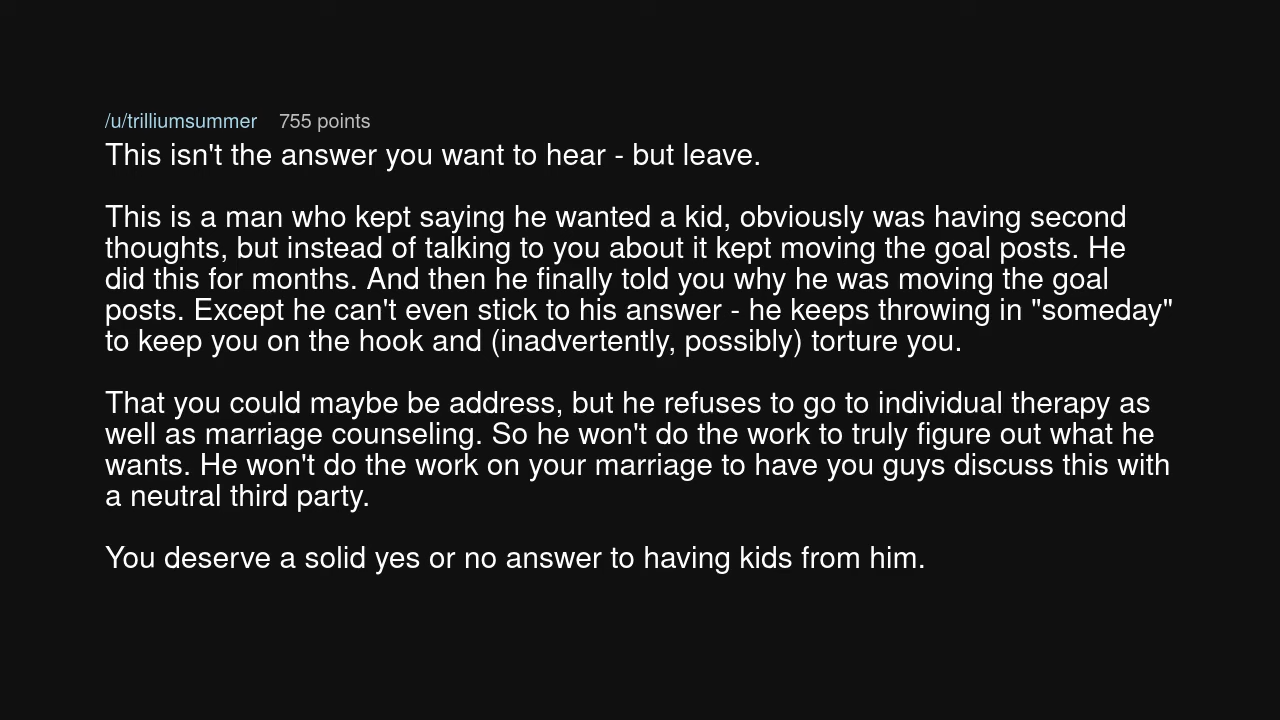 /u/trilliumsummer 755 points
This isn't the answer you want to hear - but leave.
This is a man who kept saying he wanted a kid, obviously was having second
thoughts, but instead of talking to you about it kept moving the goal posts. He
did this for months. And then he finally told you why he was moving the goal
posts. Except he can't even stick to his answer - he keeps throwing in "someday"
to keep you on the hook and (inadvertently, possibly) torture you.
That you could maybe be address, but he refuses to go to individual therapy as
well as marriage counseling. So he won't do the work to truly figure out what he
wants. He won't do the work on your marriage to have you guys discuss this with
a neutral third party.
You deserve a solid yes or no answer to having kids from him.